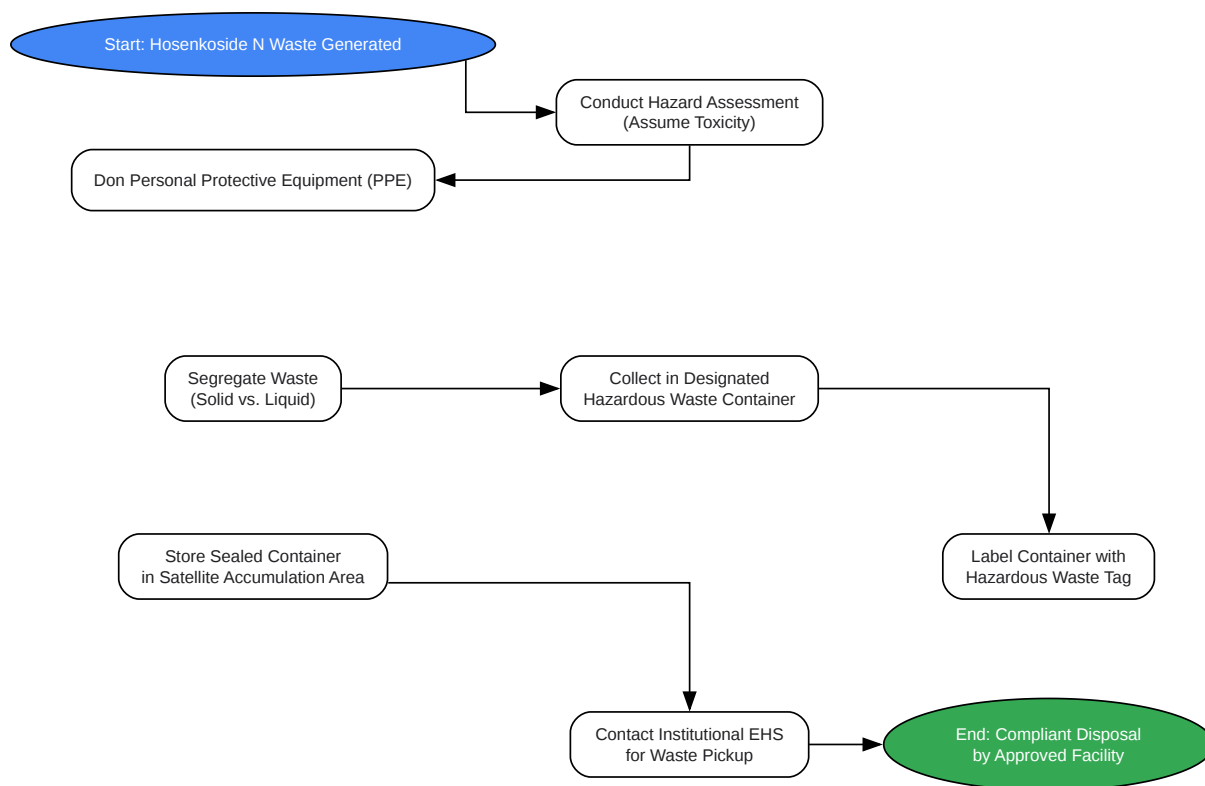 Start: Hosenkoside N Waste Generated
Conduct Hazard Assessment
(Assume Toxicity)
Don Personal Protective Equipment (PPE)
Segregate Waste
(Solid vs. Liquid)
Collect in Designated
Hazardous Waste Container
Store Sealed Container
in Satellite Accumulation Area
Label Container with
Hazardous Waste Tag
Contact Institutional EHS
for Waste Pickup
End: Compliant Disposal
by Approved Facility